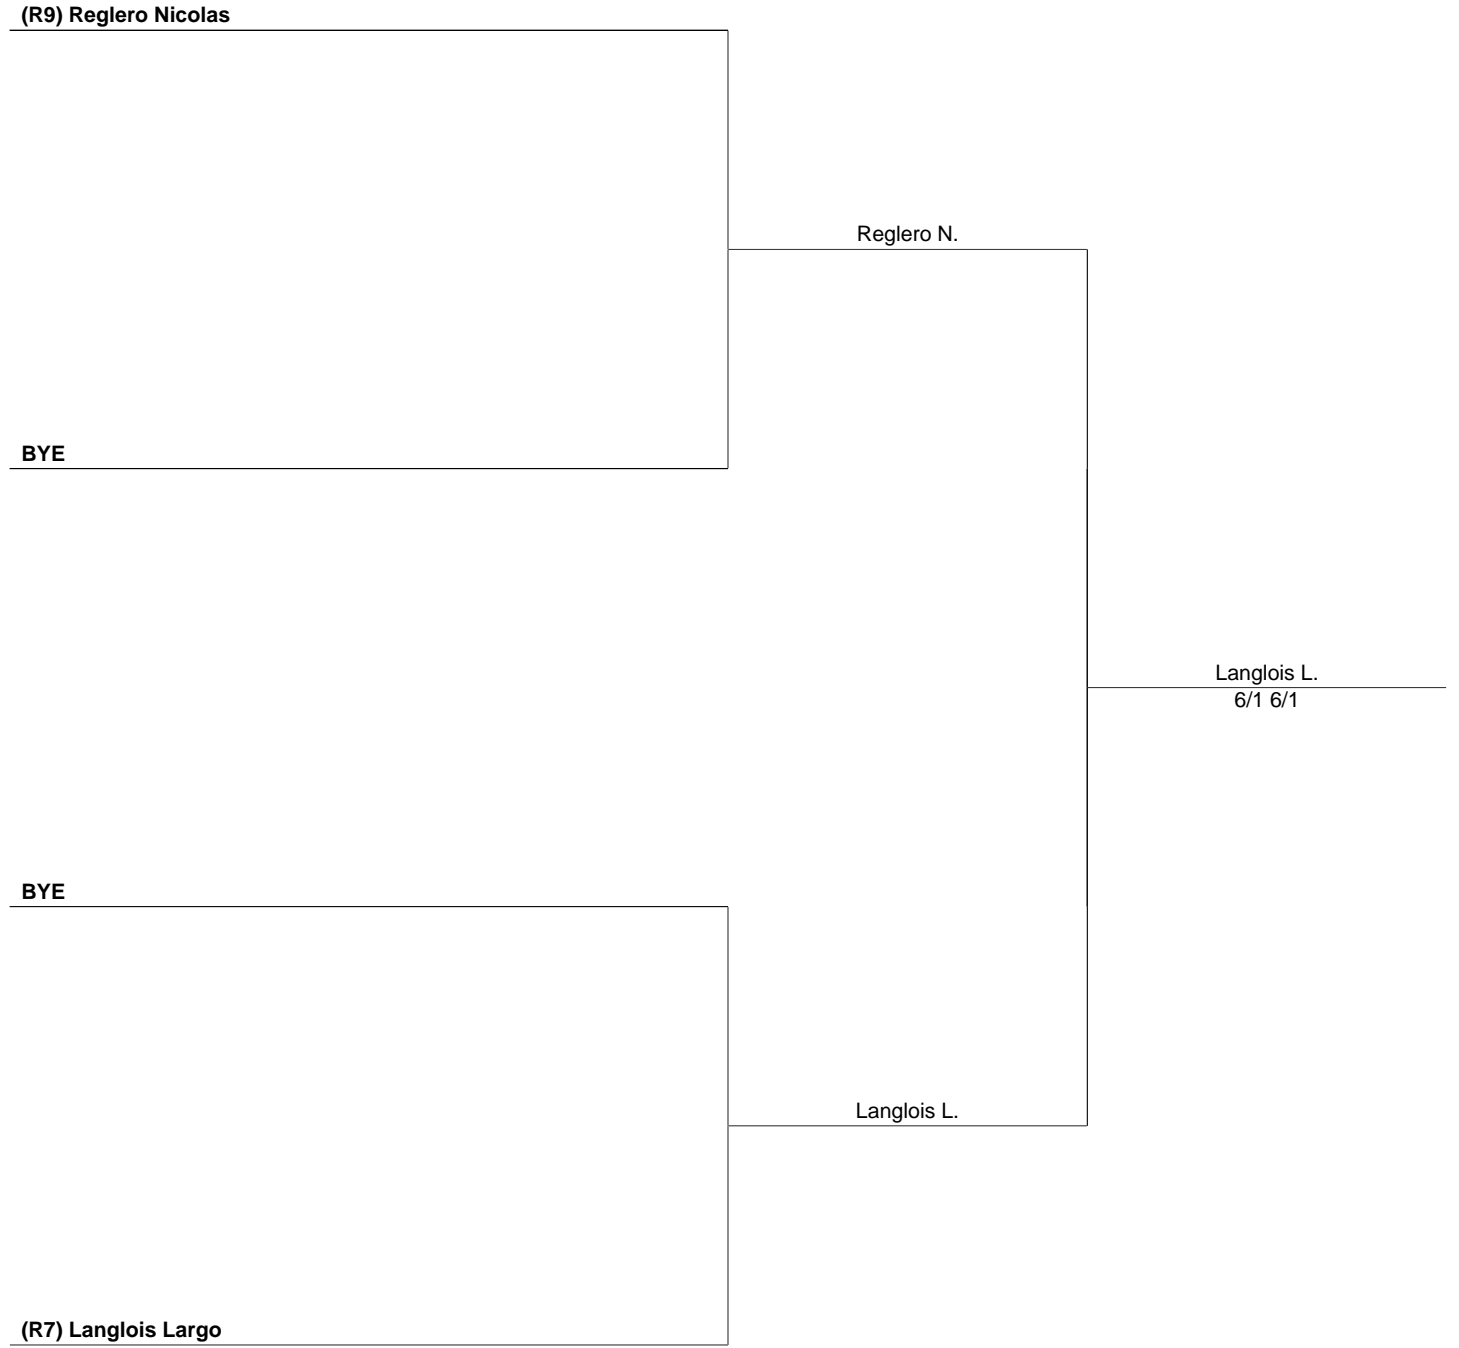 (R9) Reglero Nicolas
Reglero N.
BYE
Langlois L.
6/1 6/1
BYE
Langlois L.
(R7) Langlois Largo